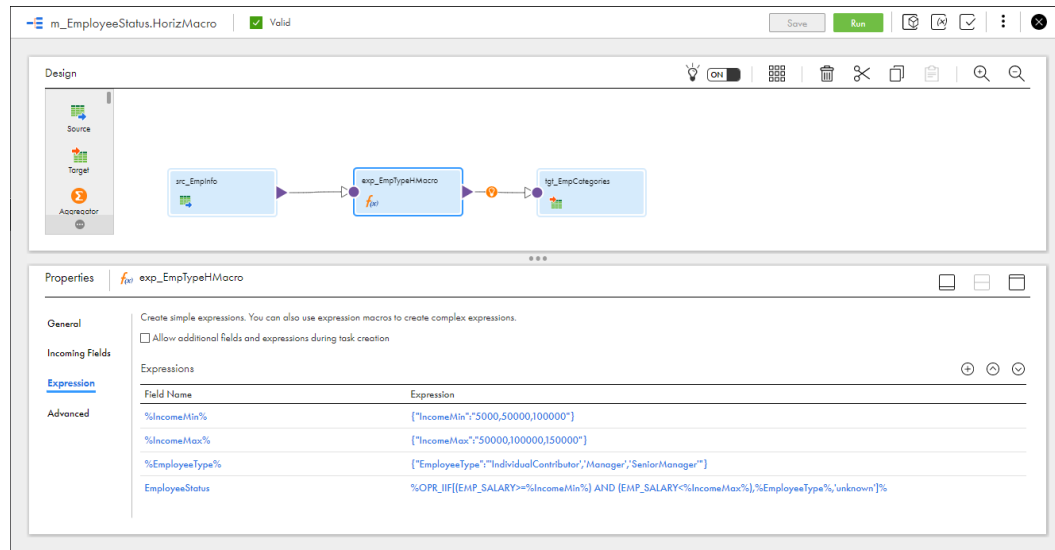 m_EmployeeStatus.HorizMacro
Valid
Save
Run
Design
ON
Source
Target
Aggregator
src_EmpInfo
exp_EmpTypeHMacro
f(x)
tgt_EmpCategories
Properties
f(x) exp_EmpTypeHMacro
General
Incoming Fields
Expression
Advanced
Create simple expressions. You can also use expression macros to create complex expressions.
Allow additional fields and expressions during task creation
Expressions
Field Name Expression
%IncomeMin% {"IncomeMin":"5000,50000,100000"}
%IncomeMax% {"IncomeMax":"50000,100000,150000"}
%EmployeeType% {"EmployeeType":"'IndividualContributor','Manager','SeniorManager'"}
EmployeeStatus %OPR_IIF[(EMP_SALARY>=%IncomeMin%) AND (EMP_SALARY<%IncomeMax%),%EmployeeType%,'unknown']%